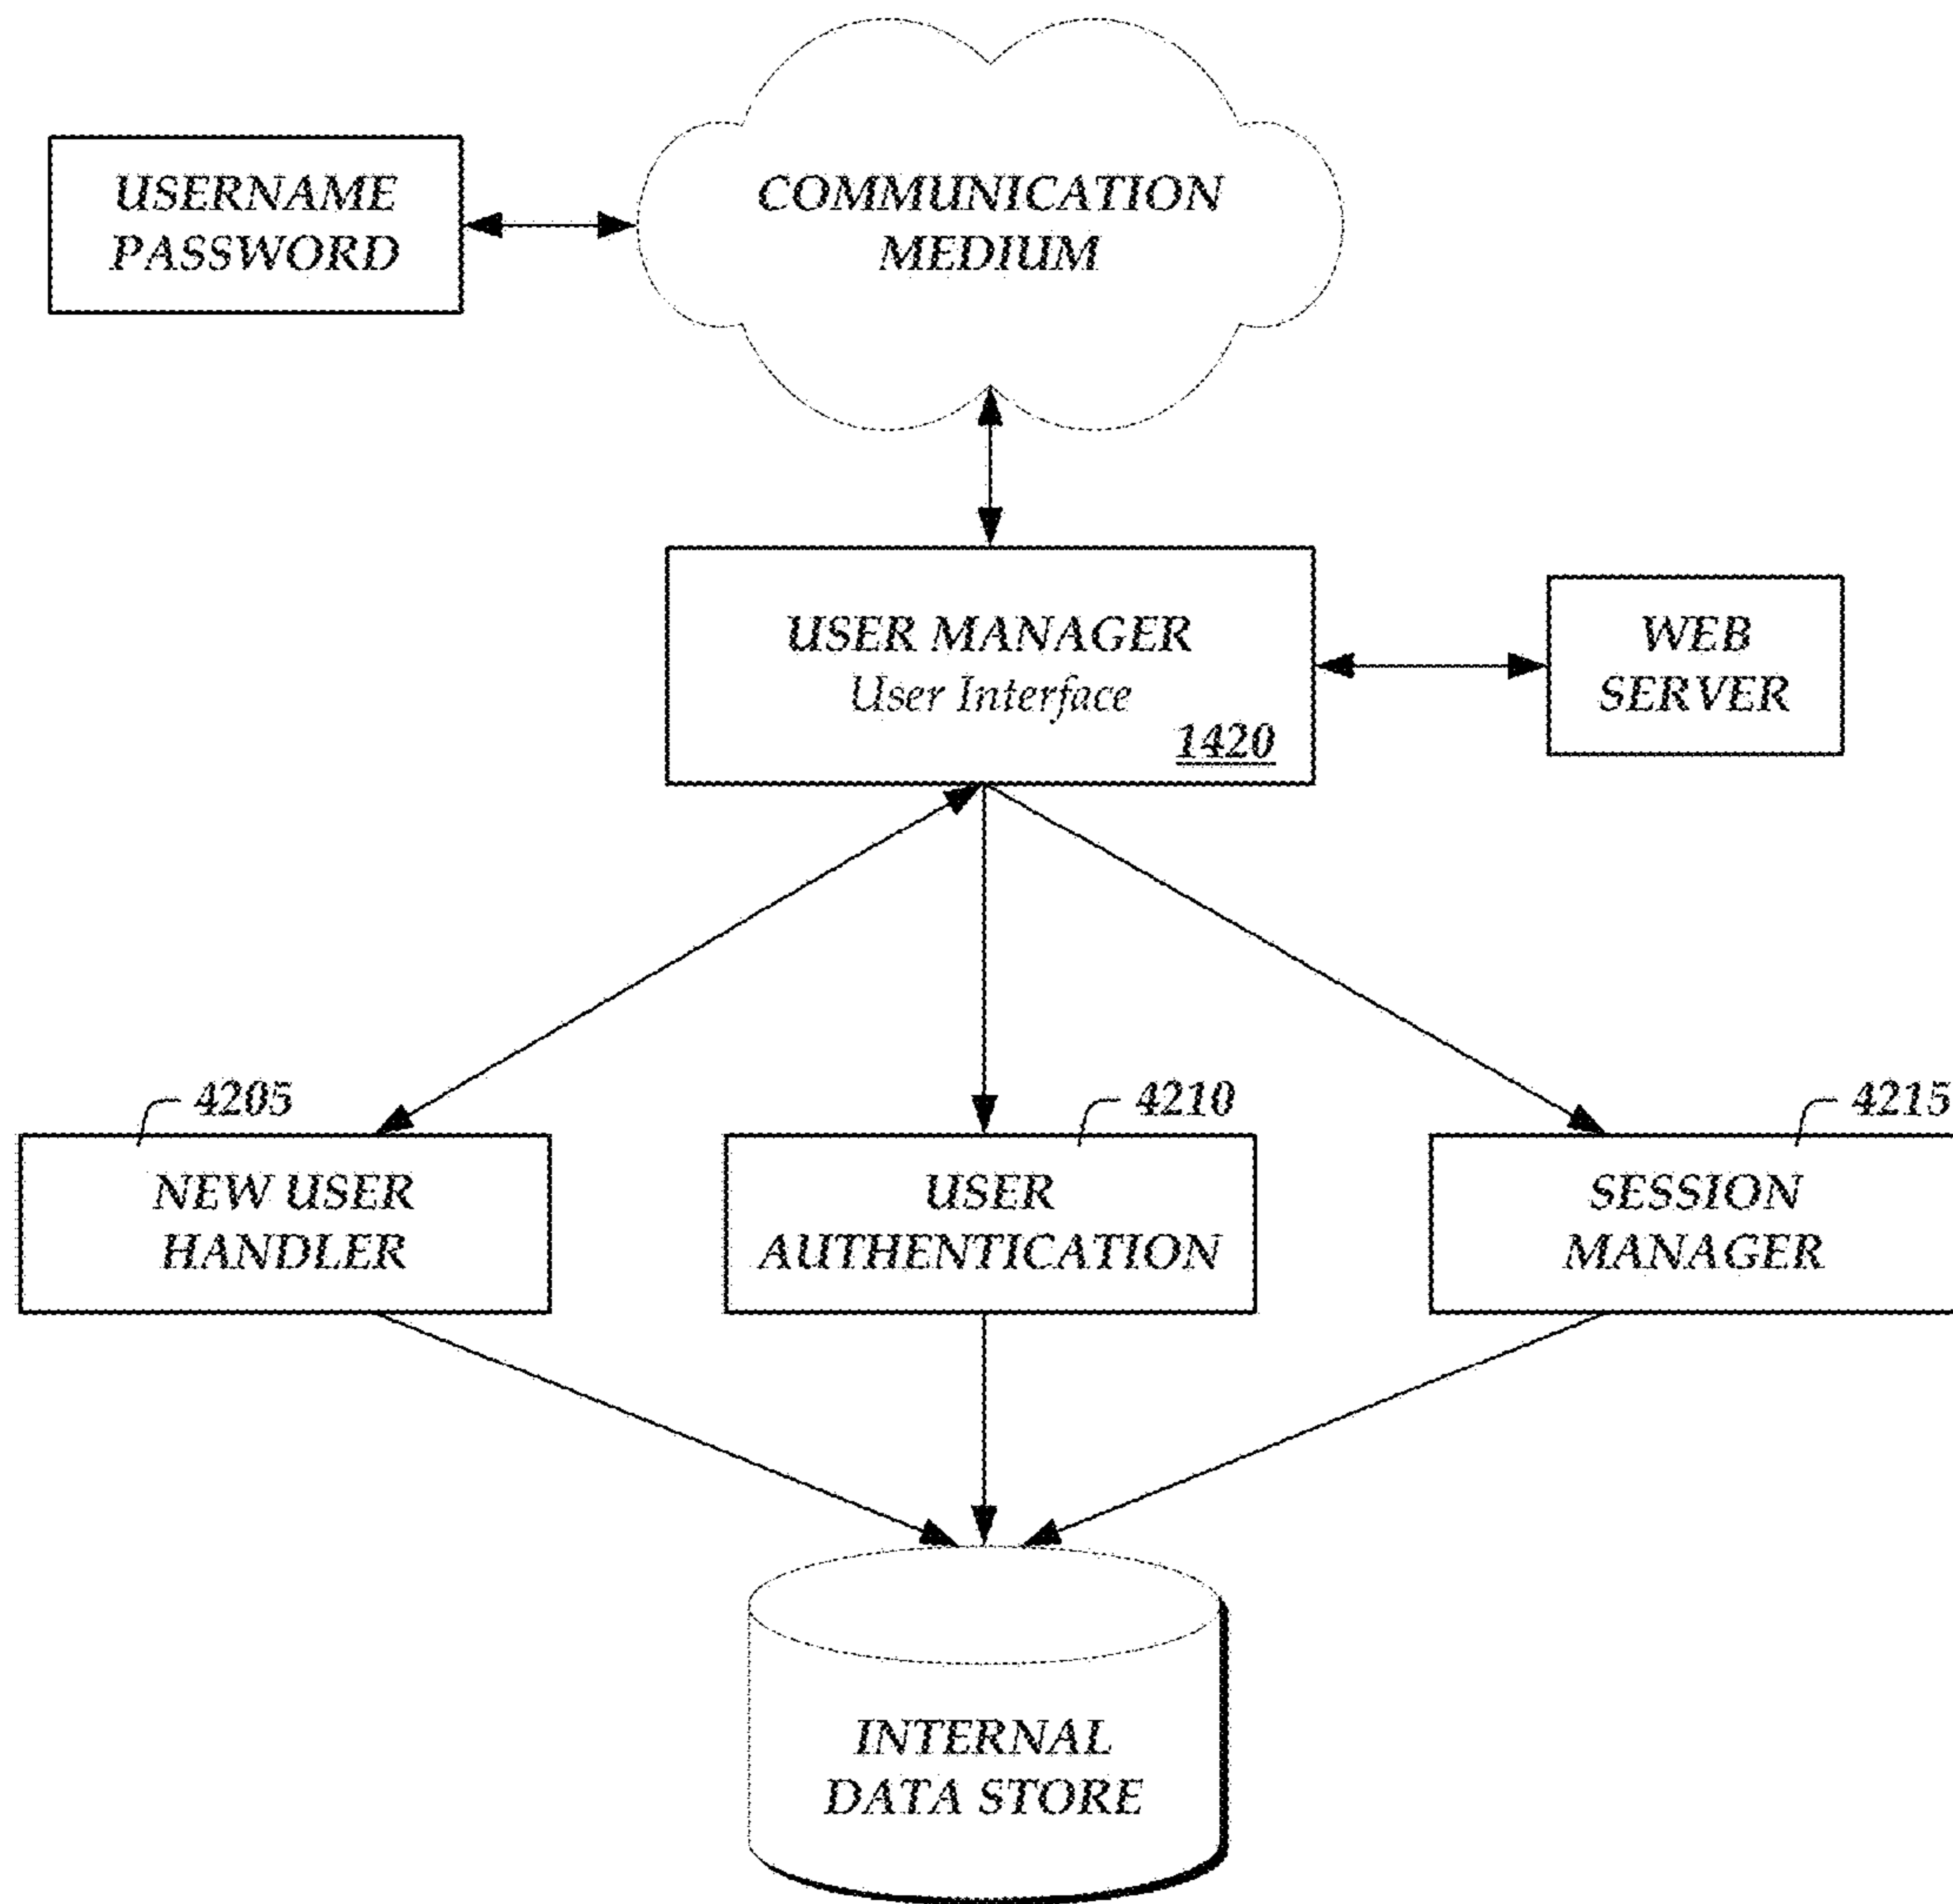 USERNAME
PASSWORD
COMMUNICATION
MEDIUM
USER MANAGER
User Interface
1420
WEB
SERVER
4205
NEW USER
HANDLER
4210
USER
AUTHENTICATION
4215
SESSION
MANAGER
INTERNAL
DATA STORE